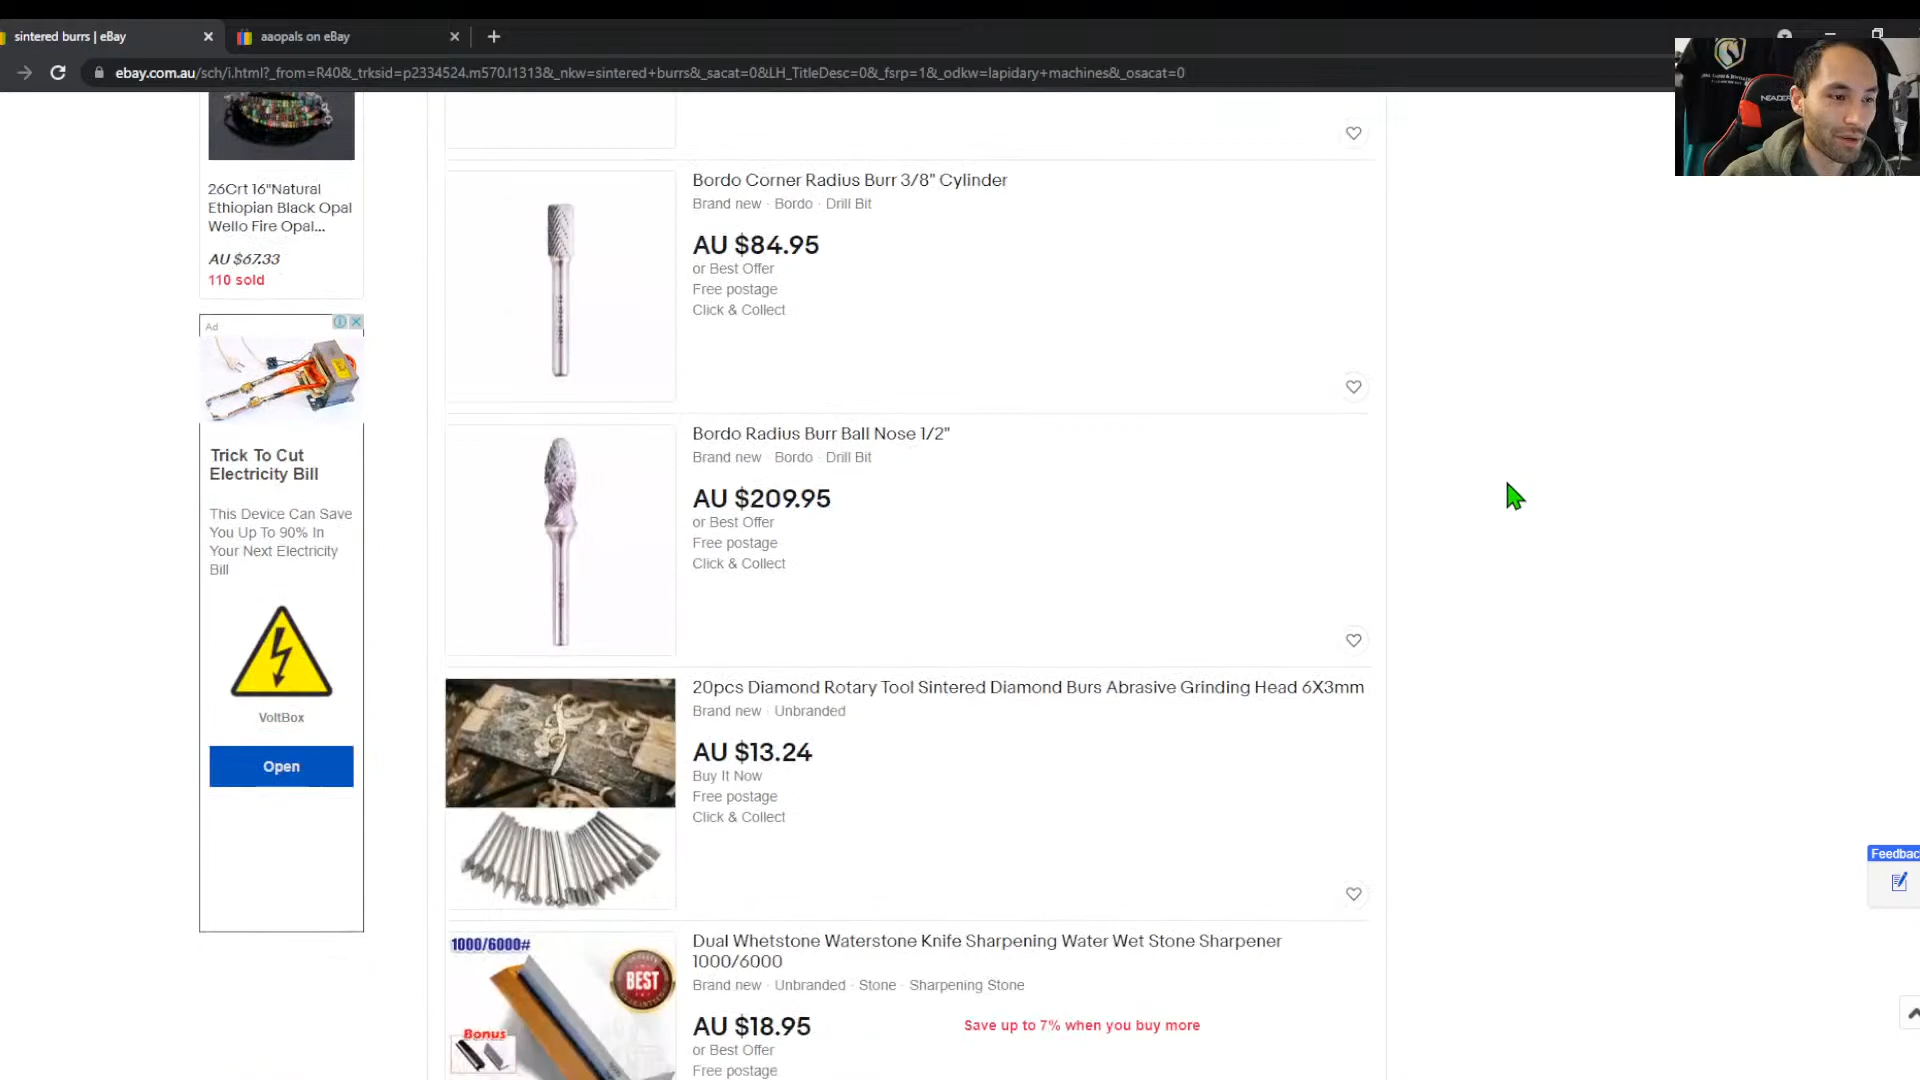 sintered burrs | eBay
aaopals on eBay
ebay.com.au/sch/i.html?_from=R40&_trksid=p2334524.m570.l1313&_nkw=sintered+burrs&_sacat=0&LH_TitleDesc=0&_fsrp=1&_odkw=lapidary+machines&_osacat=0
NEADER
26Crt 16"Natural
Ethiopian Black Opal
Wello Fire Opal...
AU $67.33
110 sold
Ad
Trick To Cut
Electricity Bill
This Device Can Save
You Up To 90% In
Your Next Electricity
Bill
VoltBox
Open
Bordo Corner Radius Burr 3/8" Cylinder
Brand new · Bordo · Drill Bit
AU $84.95
or Best Offer
Free postage
Click & Collect
Bordo Radius Burr Ball Nose 1/2"
Brand new · Bordo · Drill Bit
AU $209.95
or Best Offer
Free postage
Click & Collect
20pcs Diamond Rotary Tool Sintered Diamond Burs Abrasive Grinding Head 6X3mm
Brand new · Unbranded
AU $13.24
Buy It Now
Free postage
Click & Collect
1000/6000#
BEST
Bonus
Dual Whetstone Waterstone Knife Sharpening Water Wet Stone Sharpener
1000/6000
Brand new · Unbranded · Stone · Sharpening Stone
AU $18.95
Save up to 7% when you buy more
or Best Offer
Free postage
Feedbac